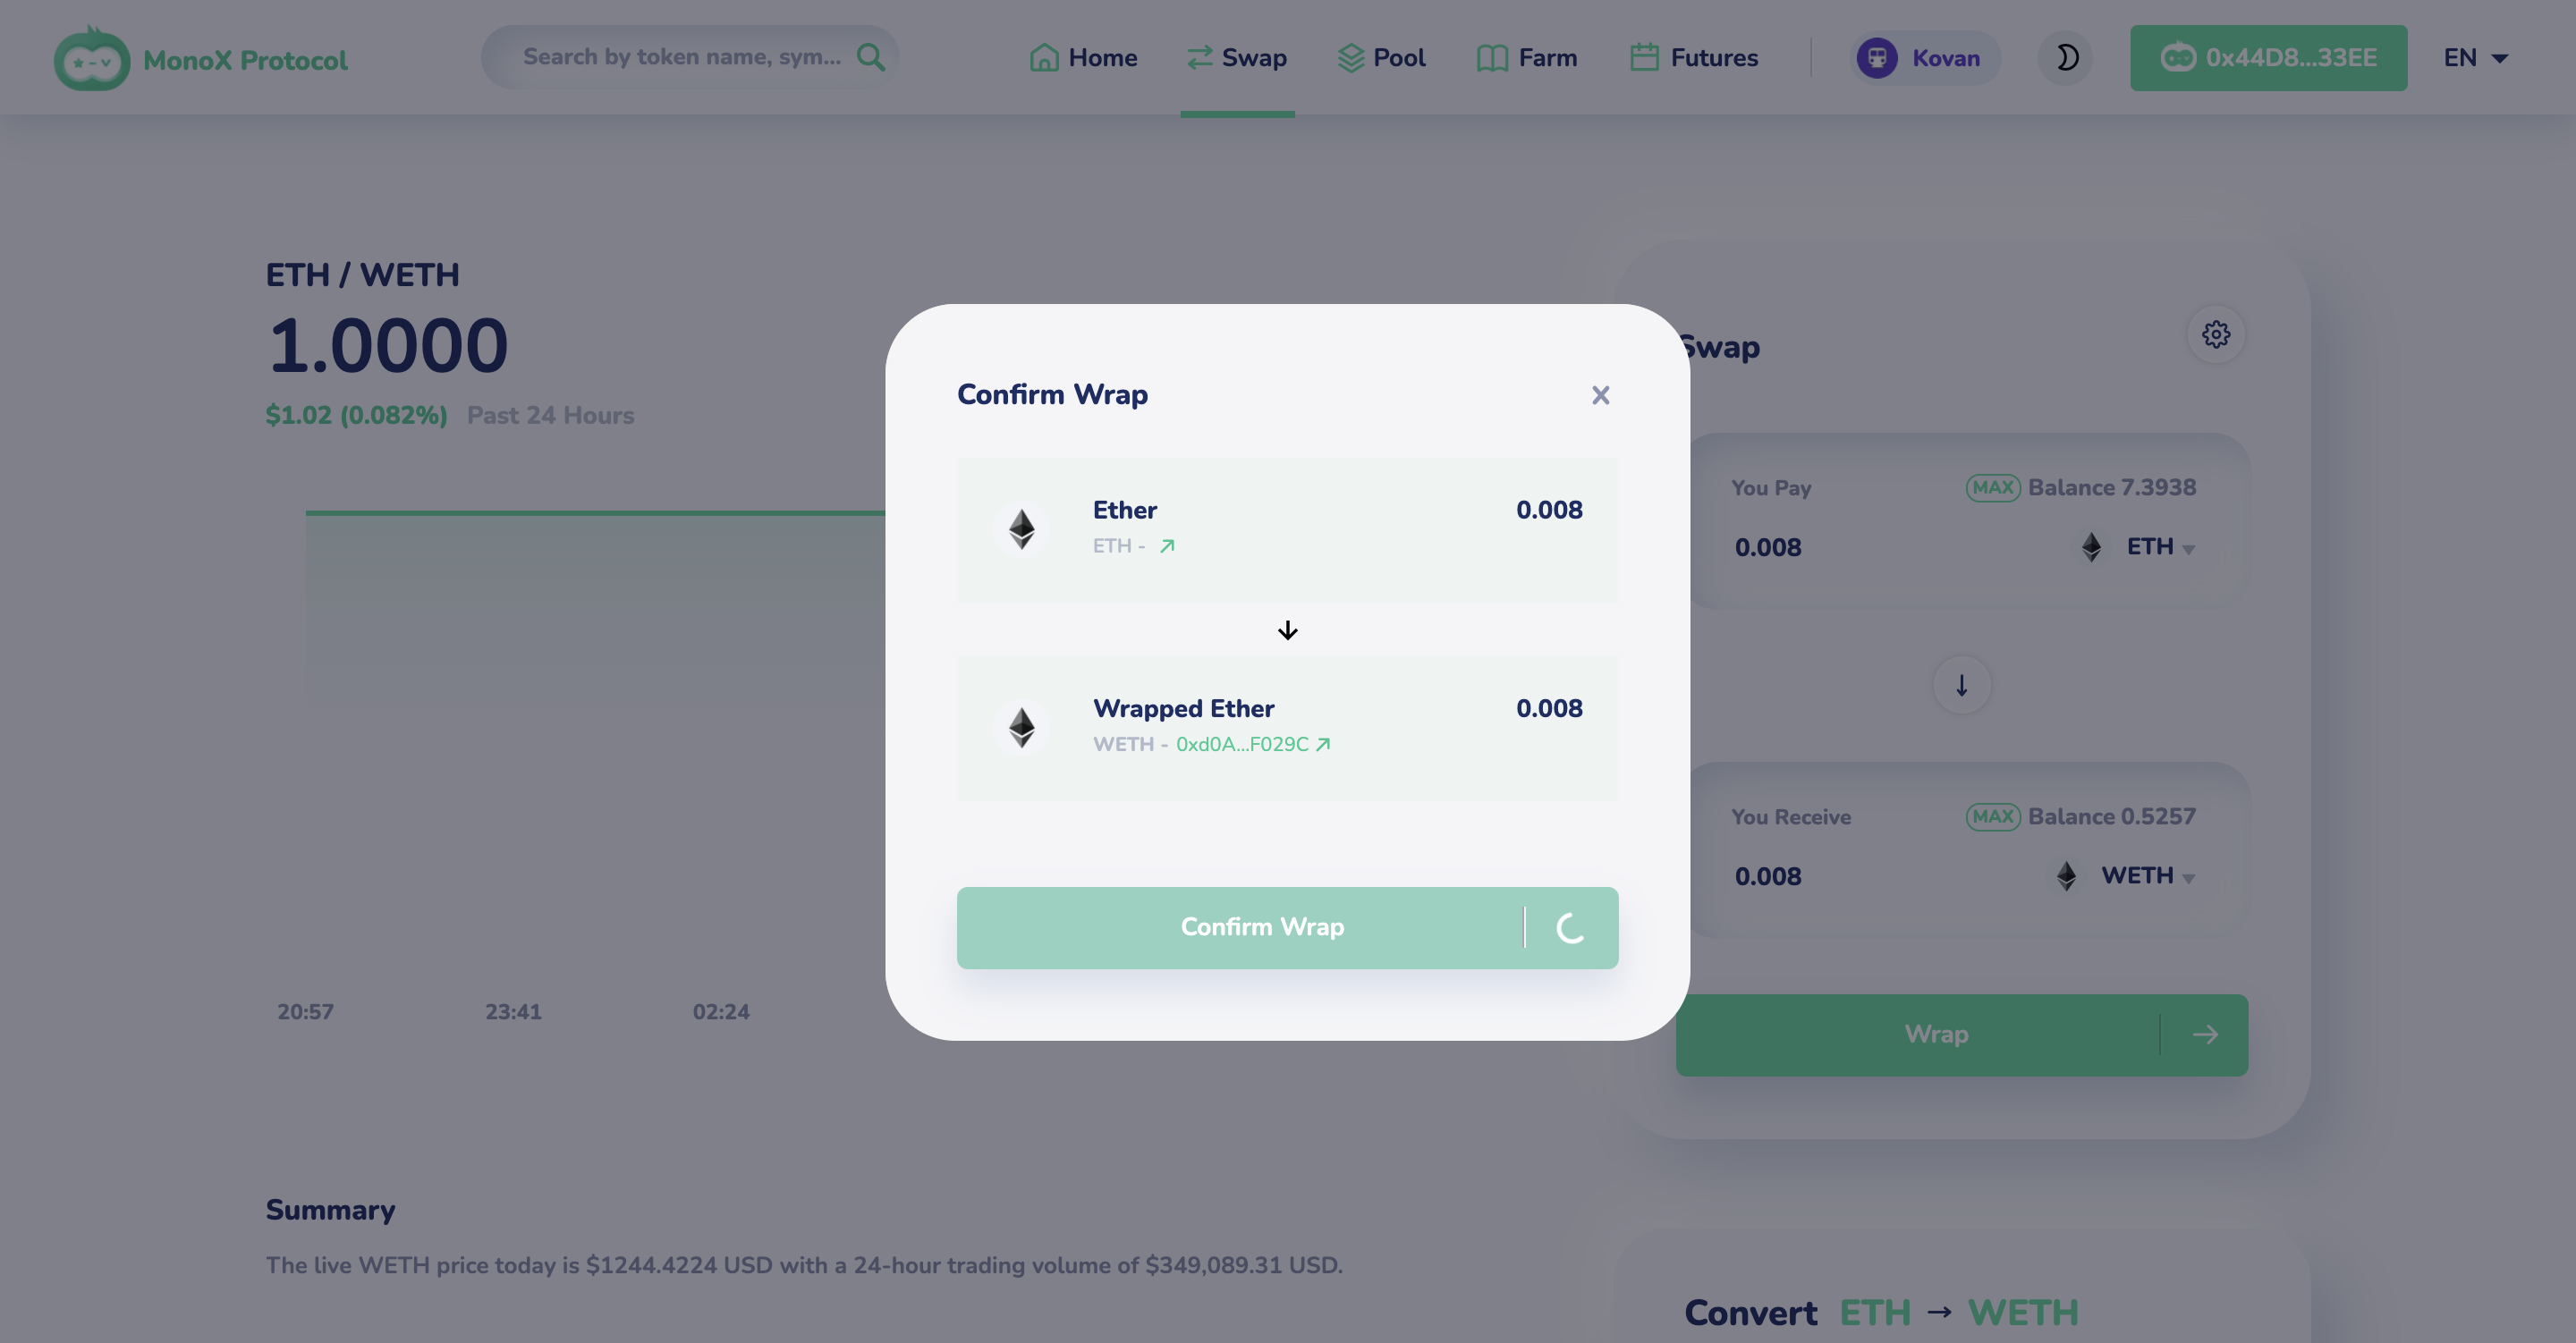 MonoX Protocol
Search by token name, sym...
Home
Swap
Pool
Farm
Futures
Kovan
0x44D8...33EE
EN
ETH / WETH
1.0000
$1.02 (0.082%) Past 24 Hours
20:57
23:41
02:24
Summary
The live WETH price today is $1244.4224 USD with a 24-hour trading volume of $349,089.31 USD.
Confirm Wrap
Ether
0.008
ETH -
Wrapped Ether
0.008
WETH - 0xd0A...F029C
Confirm Wrap
Swap
You Pay
MAX Balance 7.3938
0.008
ETH
You Receive
MAX Balance 0.5257
0.008
WETH
Wrap
Convert ETH → WETH